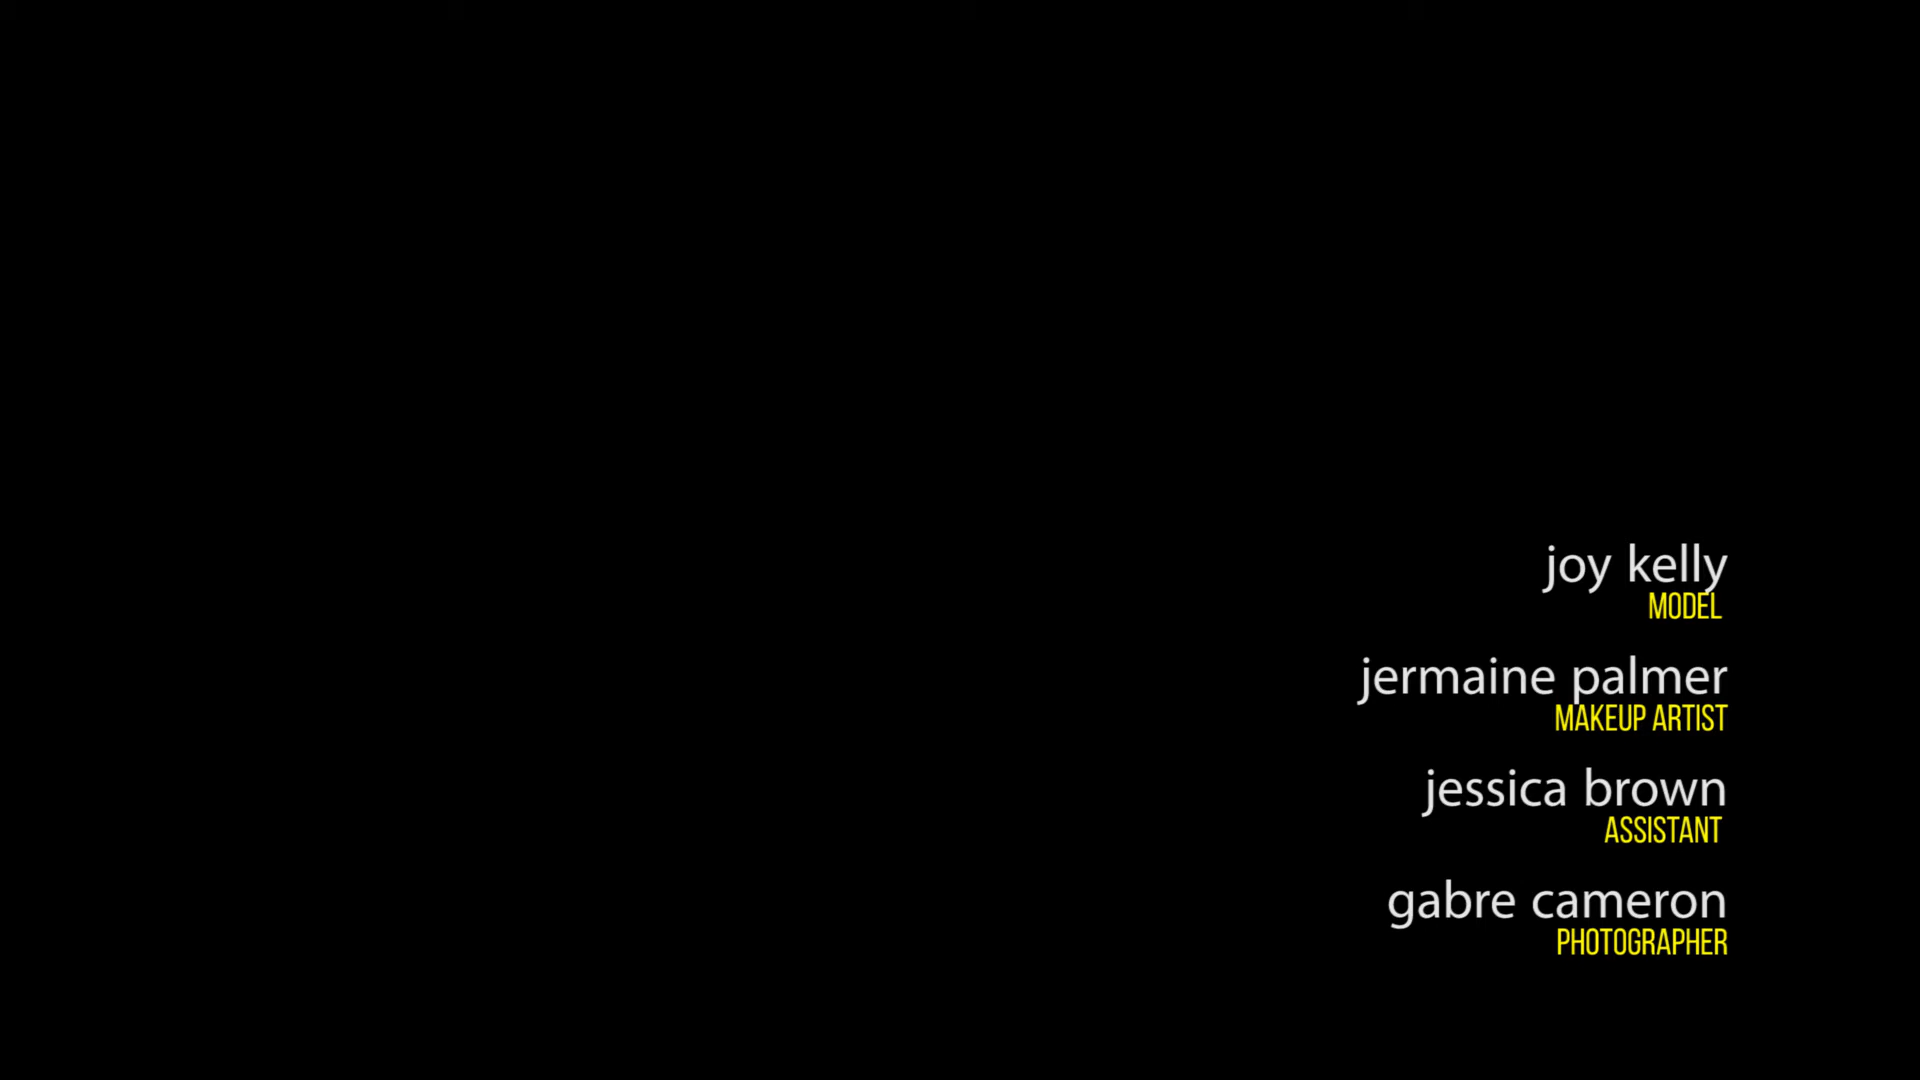 joy kelly
MODEL
jermaine palmer
MAKEUP ARTIST
jessica brown
ASSISTANT
gabre cameron
PHOTOGRAPHER